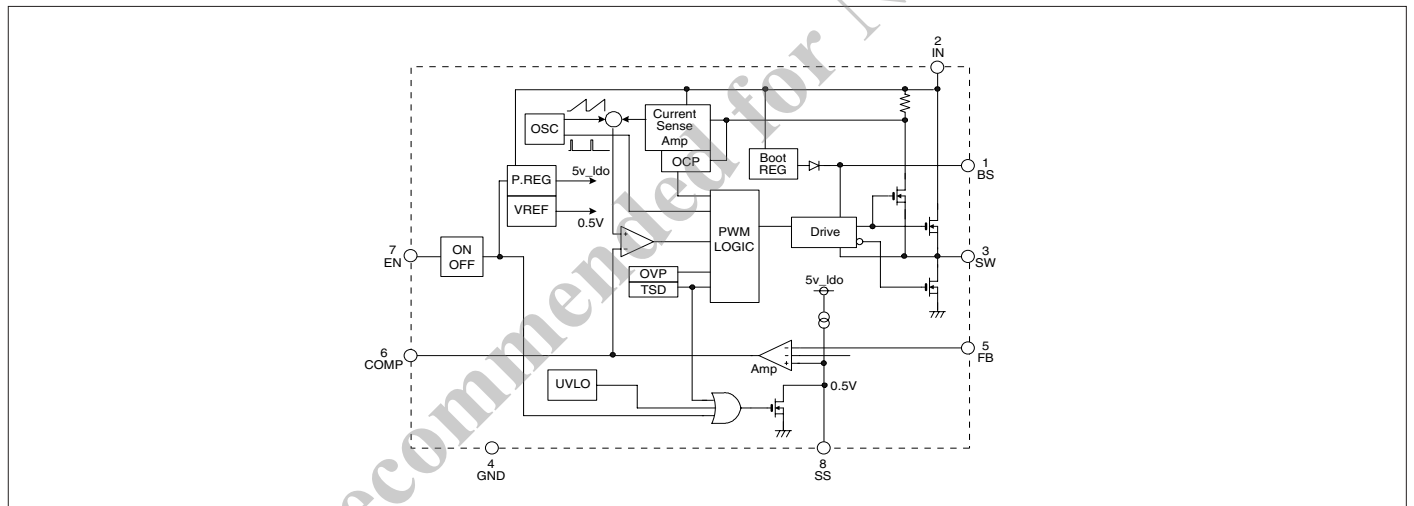 2
IN
Current
Sense
Amp
OSC
OCP
Boot
REG
1
BS
P.REG
5v_ldo
VREF
0.5V
PWM
LOGIC
Drive
7
EN
ON
OFF
+
−
3
SW
OVP
TSD
5v_ldo
6
COMP
−
−
+
Amp
5
FB
UVLO
0.5V
4
GND
8
SS
ecommended for N